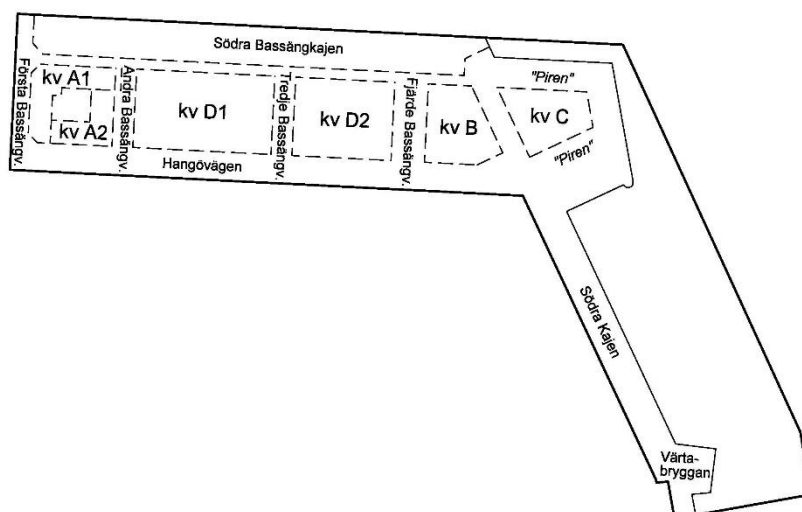 Södra Bassängkajen
"Piren"
Första Bassängv.
kv A1
kv A2
Andra Bassängv.
kv D1
Tredje Bassängv.
kv D2
Fjärde Bassängv.
kv B
kv C
"Piren"
Hangövägen
Södra Kajen
Värta-
bryggan